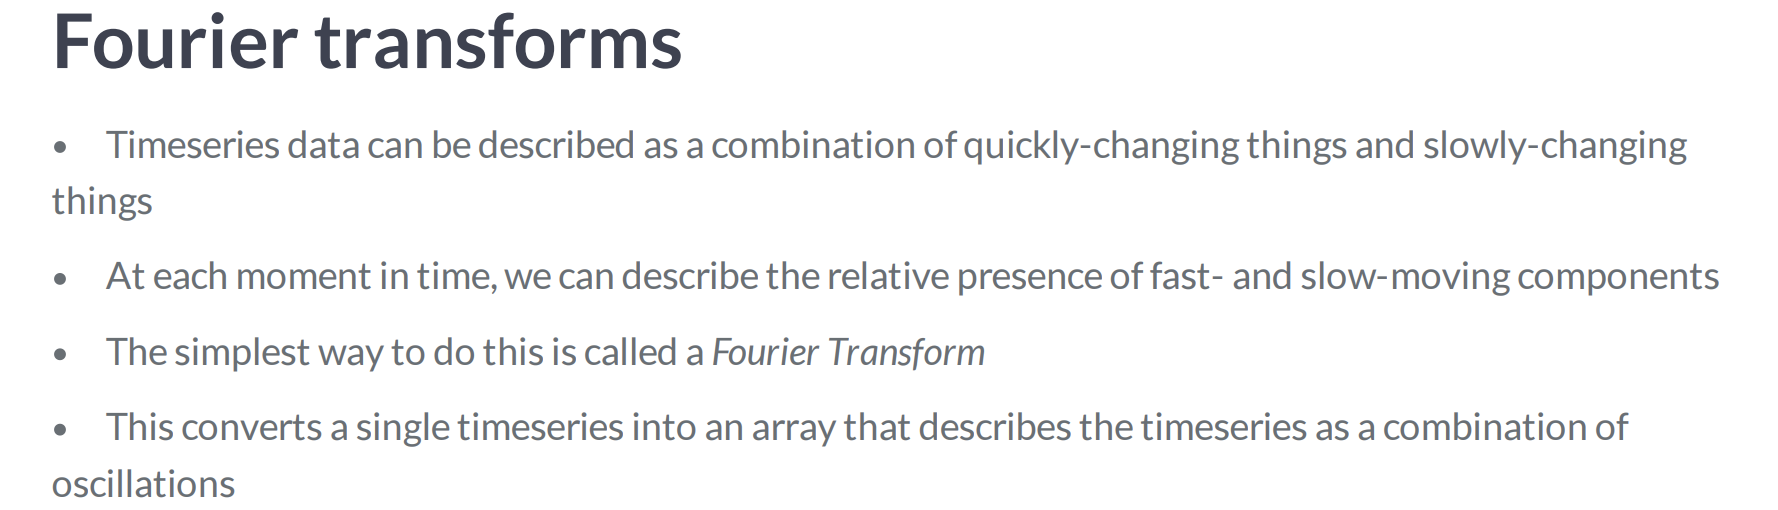 Fourier transforms
• Timeseries data can be described as a combination of quickly-changing things and slowly-changing
things
• At each moment in time, we can describe the relative presence of fast- and slow-moving components
• The simplest way to do this is called a Fourier Transform
• This converts a single timeseries into an array that describes the timeseries as a combination of
oscillations